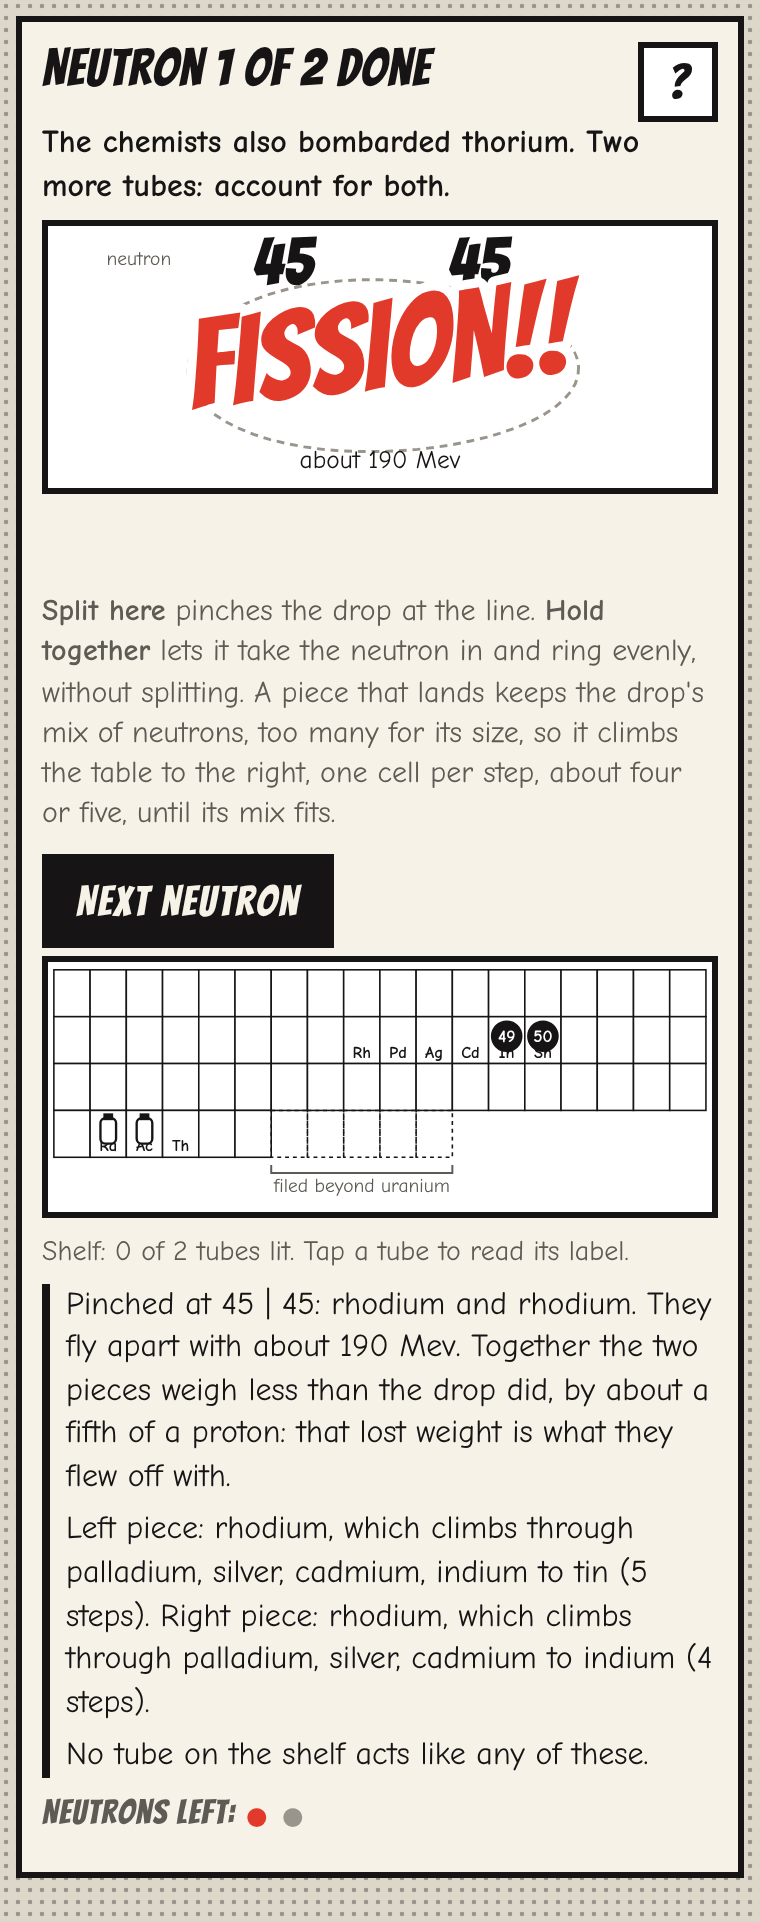 NEUTRON 1 OF 2 DONE
?
The chemists also bombarded thorium. Two
more tubes: account for both.
neutron
45
45
FISSION!!
about 190 Mev
Split here pinches the drop at the line. Hold
together lets it take the neutron in and ring evenly,
without splitting. A piece that lands keeps the drop's
mix of neutrons, too many for its size, so it climbs
the table to the right, one cell per step, about four
or five, until its mix fits.
NEXT NEUTRON
49 50
Rh Pd Ag Cd In Sn
Ra Ac Th
filed beyond uranium
Shelf: 0 of 2 tubes lit. Tap a tube to read its label.
Pinched at 45 | 45: rhodium and rhodium. They
fly apart with about 190 Mev. Together the two
pieces weigh less than the drop did, by about a
fifth of a proton: that lost weight is what they
flew off with.
Left piece: rhodium, which climbs through
palladium, silver, cadmium, indium to tin (5
steps). Right piece: rhodium, which climbs
through palladium, silver, cadmium to indium (4
steps).
No tube on the shelf acts like any of these.
NEUTRONS LEFT: